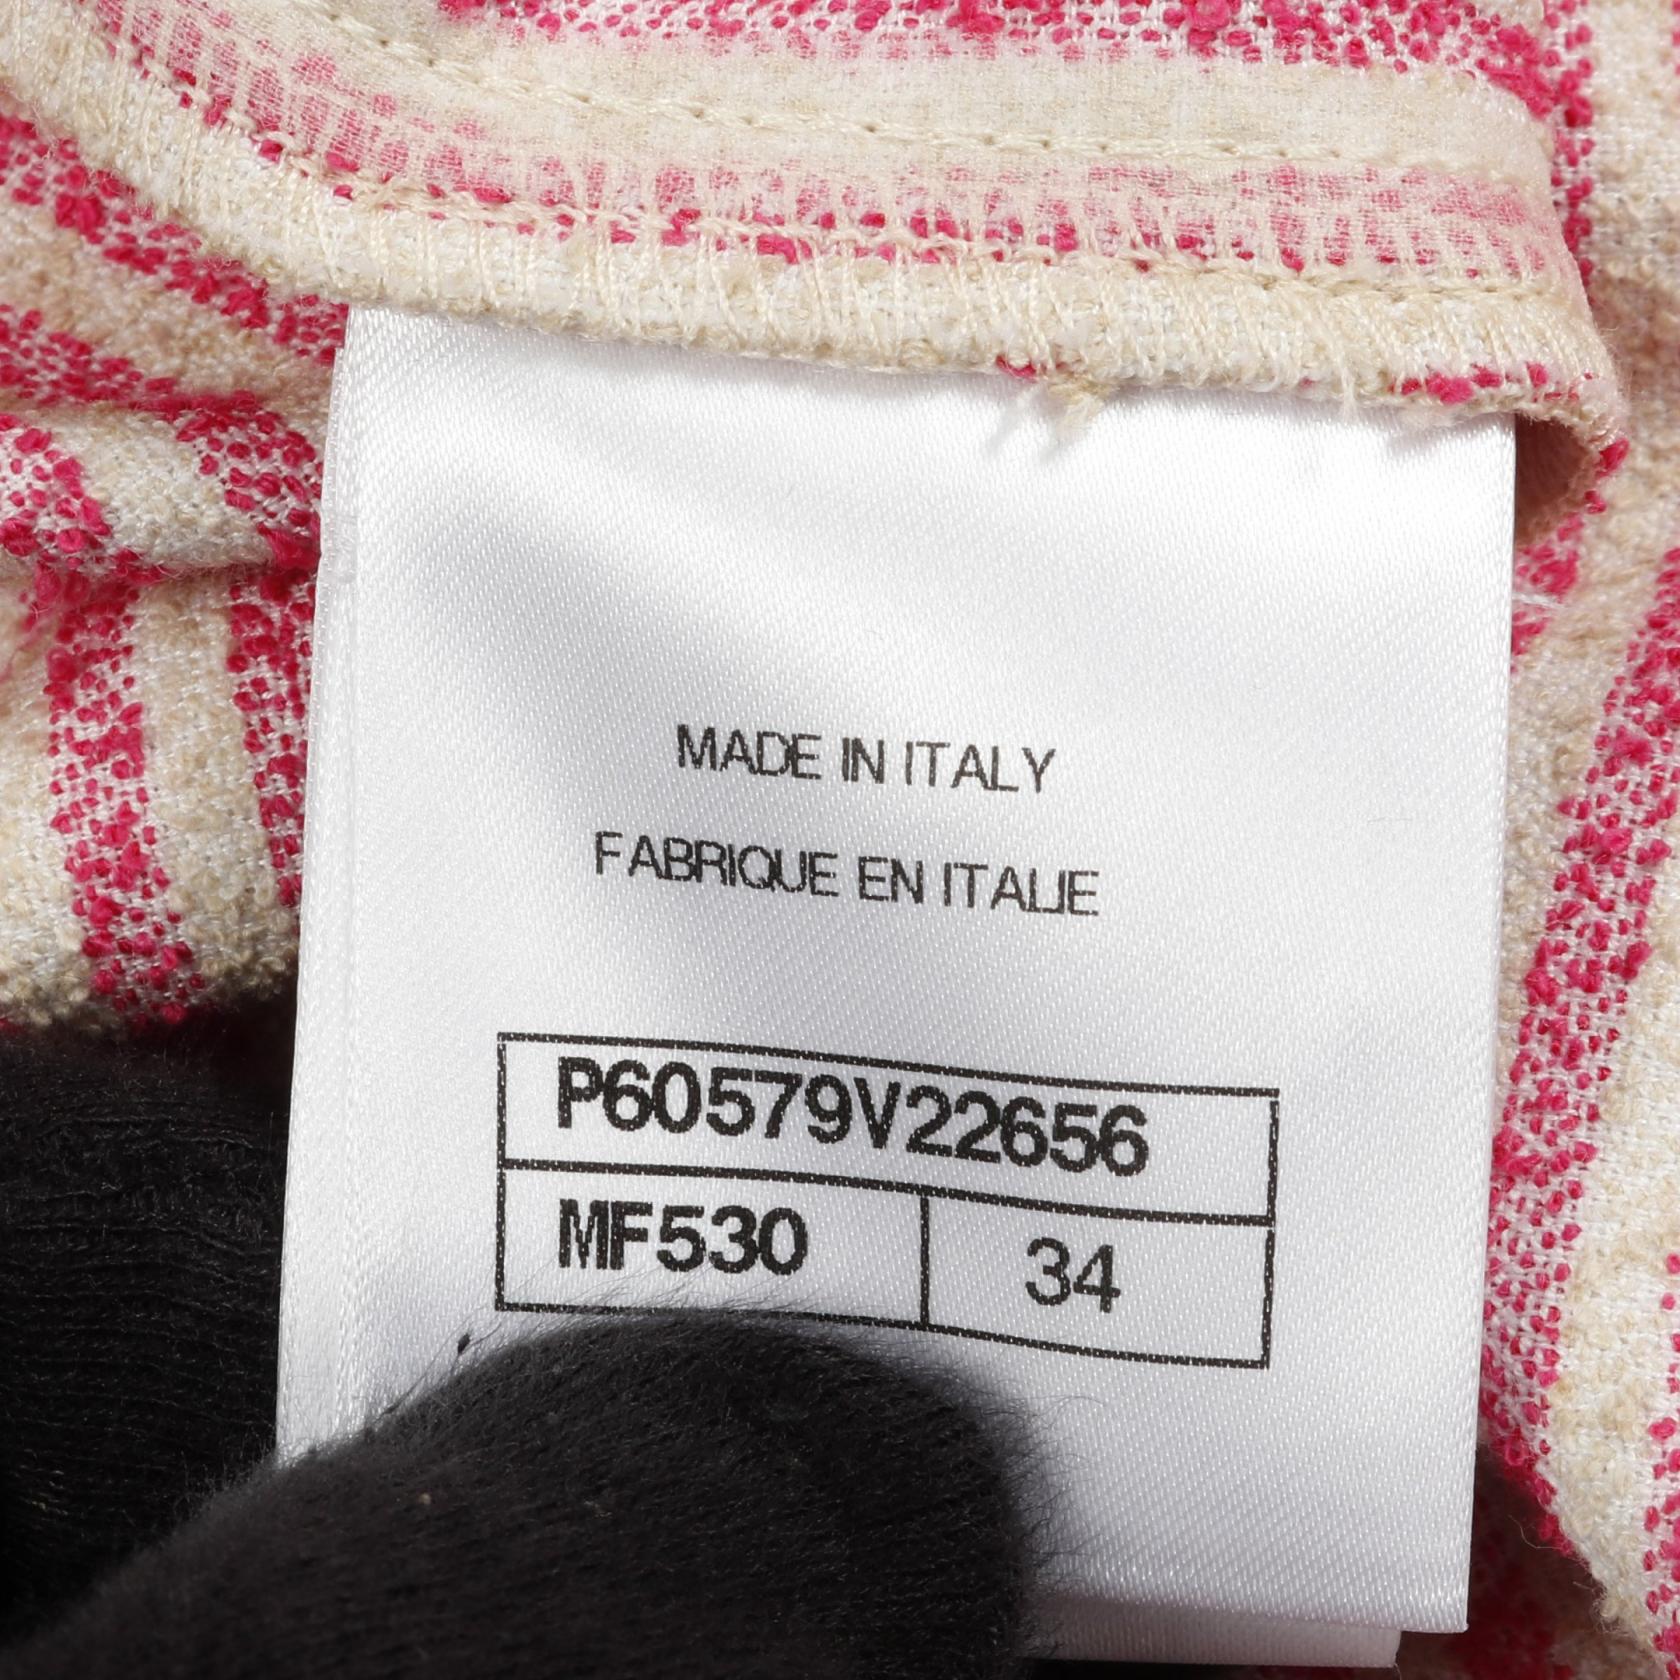 MADE IN ITALY
FABRIQUE EN ITALIE
P60579V22656
MF530 34